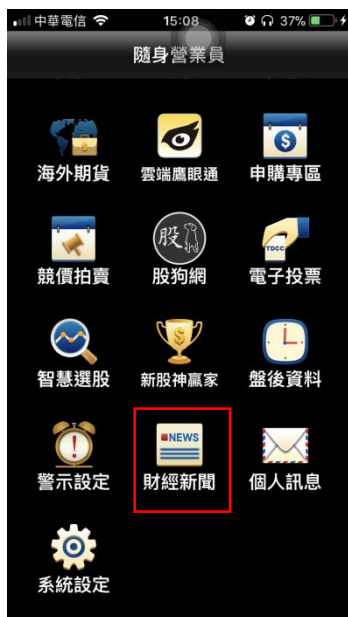 中華電信 15:08 37%
隨身營業員
海外期貨 雲端鷹眼通 申購專區
股
TDCC
競價拍賣 股狗網 電子投票
智慧選股 新股神贏家 盤後資料
NEWS
警示設定 財經新聞 個人訊息
系統設定